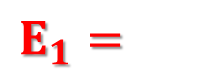 E₁ =